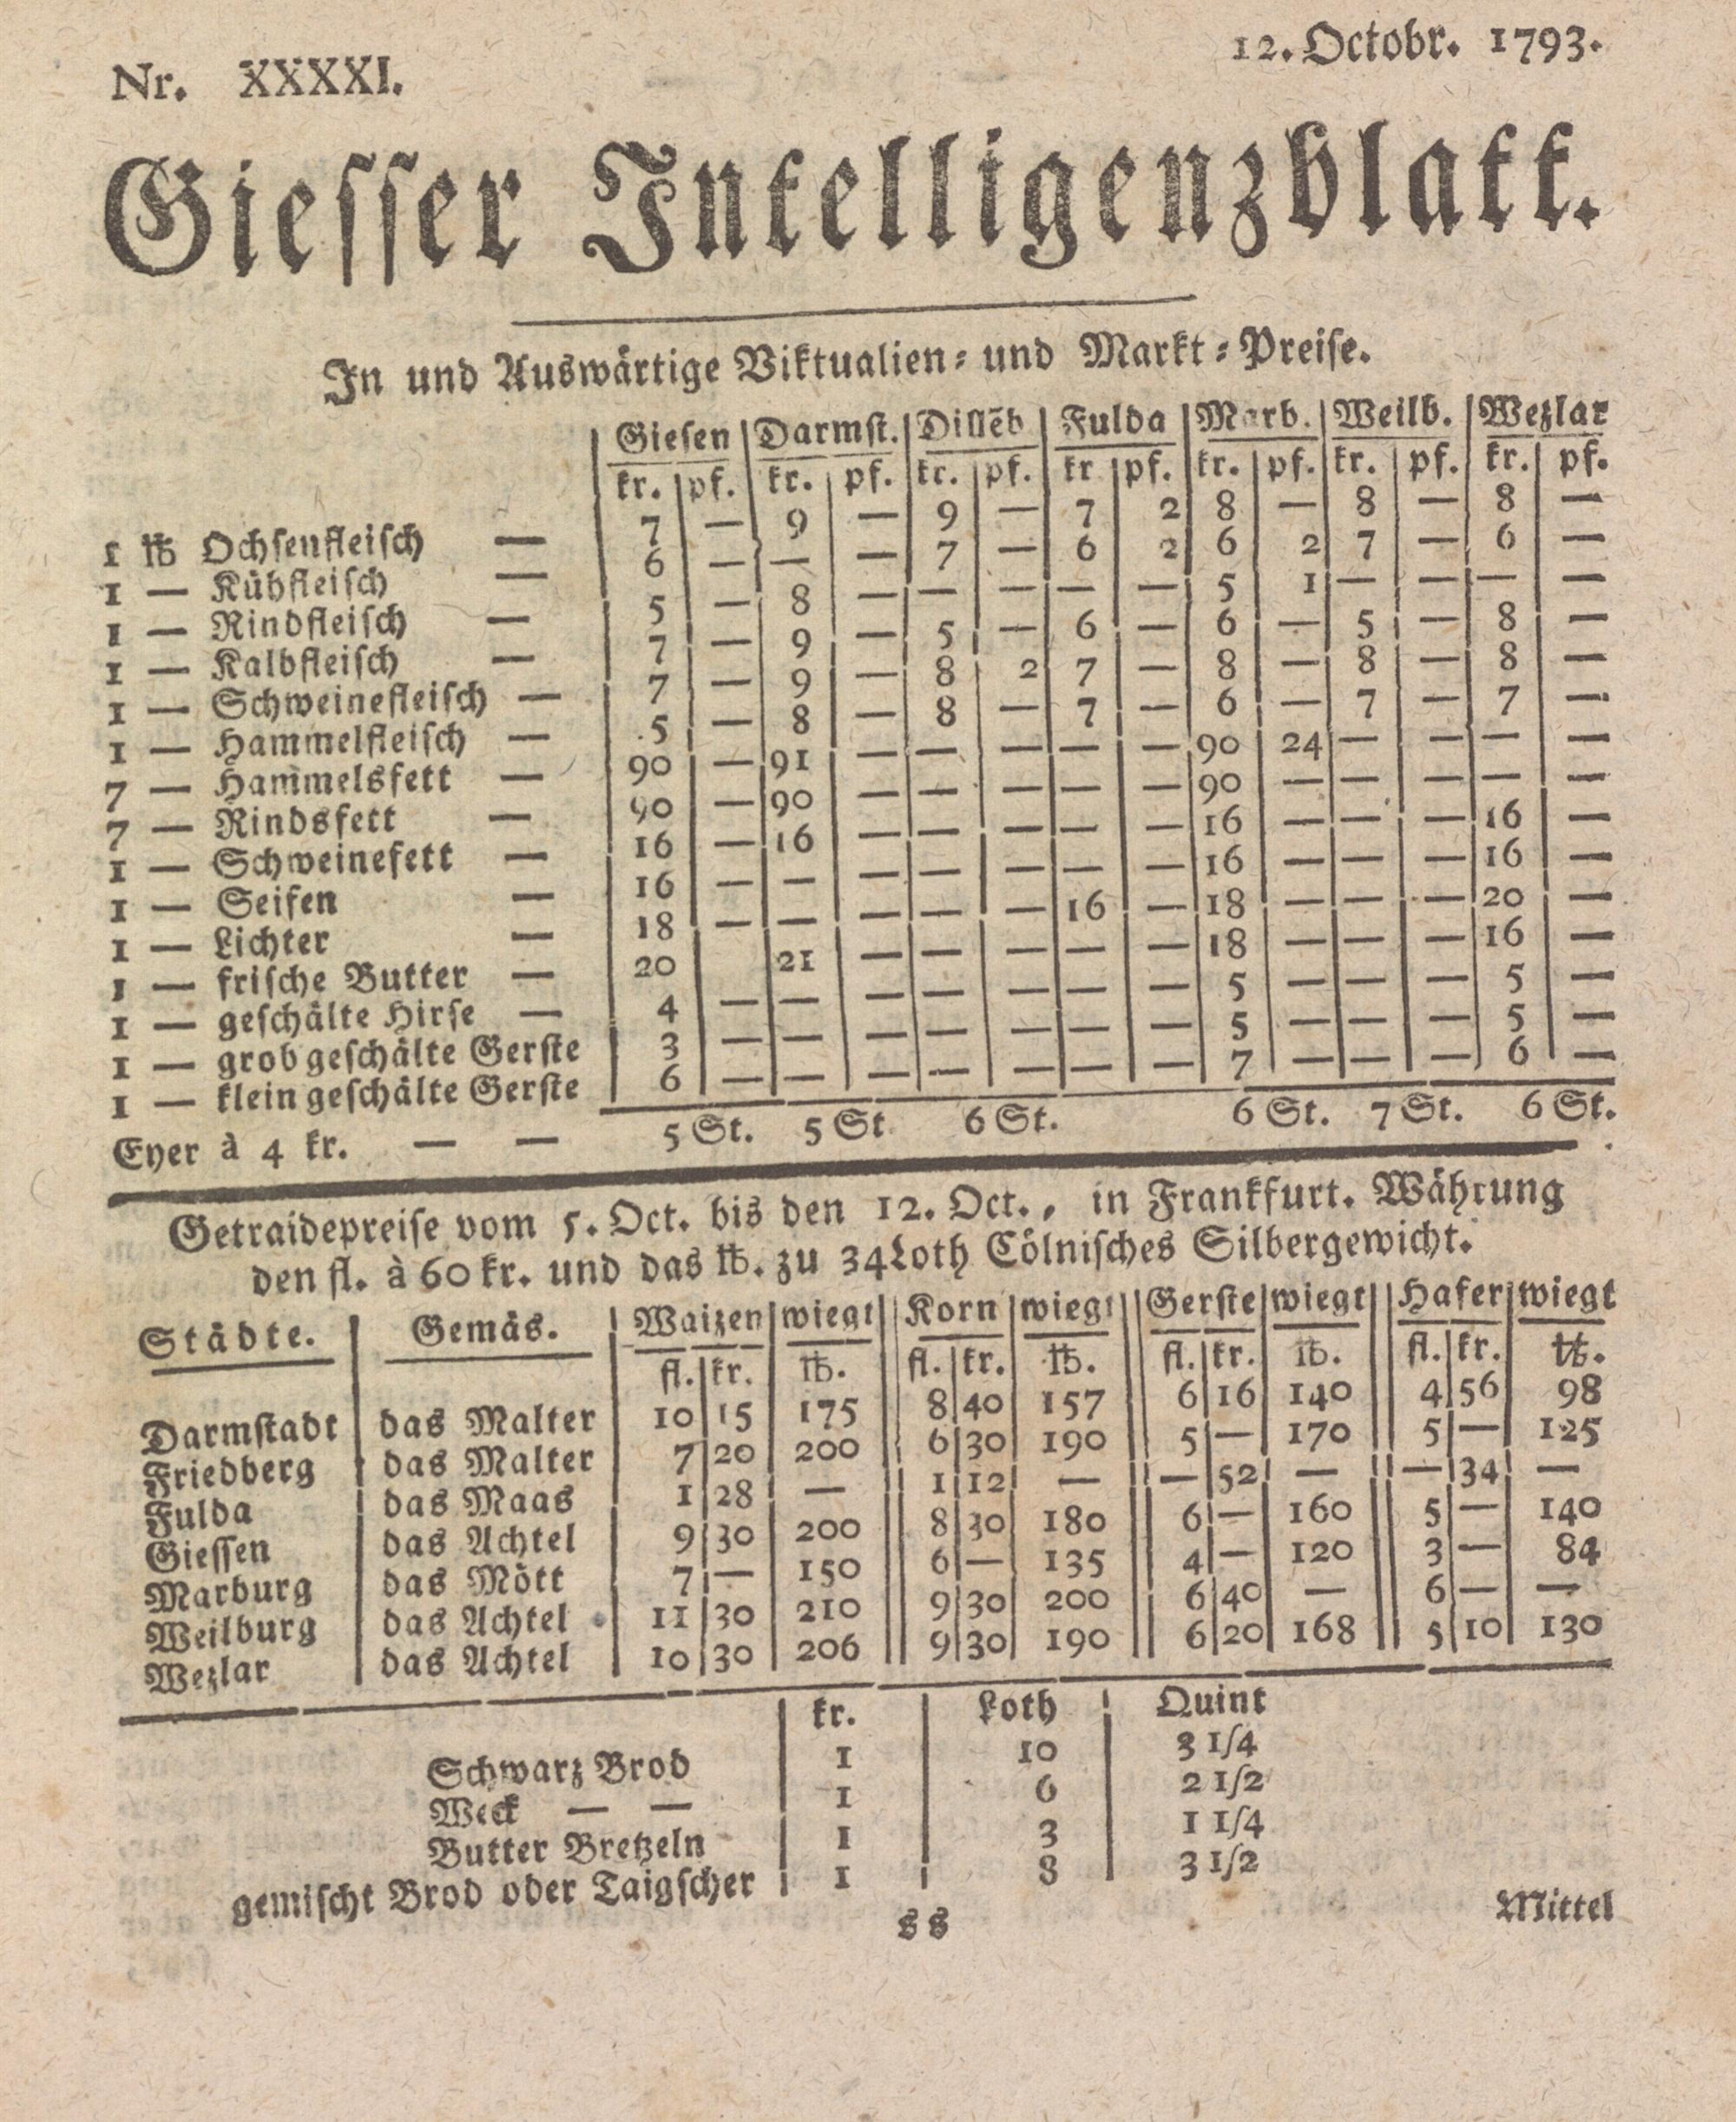 Nr. XXXXI. 12. Octobr. 1793.
Giesser Intelligenzblatt.
In und Auswärtige Viktualien- und Markt-Preise.
Giesen Darmst. Dillēb Fulda Marb. Weilb. Wezlar
kr. pf. kr. pf. kr. pf. kr pf. kr. pf. kr. pf. kr. pf.
1 ℔ Ochsenfleisch — 7 — 9 — 9 — 7 2 8 — 8 — 8 —
1 — Kühfleisch — 6 — — — 7 — 6 2 6 2 7 — 6 —
1 — Rindfleisch — 5 — 8 — — — — — 5 1 — — — —
1 — Kalbfleisch — 7 — 9 — 5 — 6 — 6 — 5 — 8 —
1 — Schweinefleisch — 7 — 9 — 8 2 7 — 8 — 8 — 8 —
1 — Hammelfleisch — 5 — 8 — 8 — 7 — 6 — 7 — 7 —
7 — Hammelsfett — 90 — 91 — — — — — 90 24 — — — —
7 — Rindsfett — 90 — 90 — — — — — 90 — — — — —
1 — Schweinefett — 16 — 16 — — — — — 16 — — — 16 —
1 — Seifen — 16 — — — — — — — 16 — — — 16 —
1 — Lichter — 18 — — — — — 16 — 18 — — — 20 —
1 — frische Butter — 20 21 — — — — — 18 — — — 16 —
1 — geschälte Hirse — 4 — — — — — — — 5 — — — 5 —
1 — grob geschälte Gerste 3 — — — — — — — 5 — — — 5 —
1 — klein geschälte Gerste 6 — — — — — — — 7 — — — 6 —
Eyer à 4 kr. — — 5 St. 5 St 6 St. 6 St. 7 St. 6 St.
Getraidepreise vom 5. Oct. bis den 12. Oct., in Frankfurt. Währung
den fl. à 60 kr. und das ℔. zu 34 Loth Cölnisches Silbergewicht.
Städte. Gemäs. Waizen wiegt Korn wiegt Gerste wiegt Hafer wiegt
fl. kr. ℔. fl. kr. ℔. fl. kr. ℔. fl. kr. ℔.
Darmstadt das Malter 10 15 175 8 40 157 6 16 140 4 56 98
Friedberg das Malter 7 20 200 6 30 190 5 — 170 5 — 125
Fulda das Maas 1 28 — 1 12 — — 52 — — 34 —
Giessen das Achtel 9 30 200 8 30 180 6 — 160 5 — 140
Marburg das Mött 7 — 150 6 — 135 4 — 120 3 — 84
Weilburg das Achtel 11 30 210 9 30 200 6 40 — 6 — —
Wezlar das Achtel 10 30 206 9 30 190 6 20 168 5 10 130
kr. Loth Quint
Schwarz Brod 1 10 3 1/4
Weck — — 1 6 2 1/2
Butter Bretzeln 1 3 1 1/4
gemischt Brod oder Taigscher 1 8 3 1/2
ss Mittel